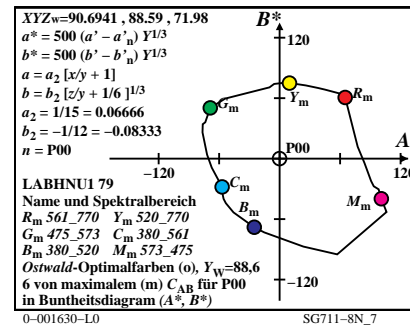 XYZw=90.6941 , 88.59 , 71.98
a* = 500 (a' – a'n) Y1/3
b* = 500 (b' – b'n) Y1/3
a = a2 [x/y + 1]
b = b2 [z/y + 1/6 ]1/3
a2 = 1/15 = 0.06666
b2 = –1/12 = –0.08333
n = P00
LABHNU1 79
Name und Spektralbereich
Rm 561_770 Ym 520_770
Gm 475_573 Cm 380_561
Bm 380_520 Mm 573_475
Ostwald-Optimalfarben (o), YW=88,6
6 von maximalem (m) CAB für P00
in Buntheitsdiagram (A*, B*)
B*
120
Ym
Rm
Gm
P00
A
-120
120
Cm
Mm
Bm
-120
0–001630–L0
SG711–8N_7